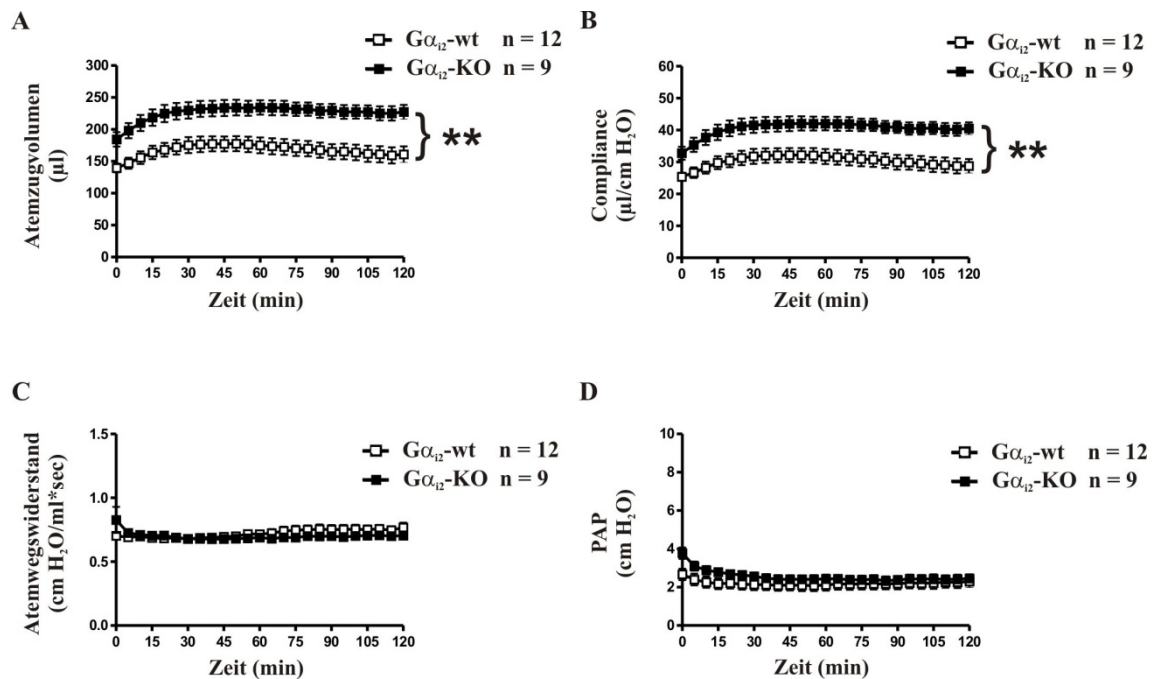 A
Gαi2-wt n = 12
Gαi2-KO n = 9
Atemzugvolumen
(µl)
300
250
200
150
100
50
0
**
0 15 30 45 60 75 90 105 120
Zeit (min)
B
Gαi2-wt n = 12
Gαi2-KO n = 9
Compliance
(µl/cm H2O)
60
50
40
30
20
10
0
**
0 15 30 45 60 75 90 105 120
Zeit (min)
C
Gαi2-wt n = 12
Gαi2-KO n = 9
Atemwegswiderstand
(cm H2O/ml*sec)
1.5
1.0
0.5
0.0
0 15 30 45 60 75 90 105 120
Zeit (min)
D
Gαi2-wt n = 12
Gαi2-KO n = 9
PAP
(cm H2O)
10
8
6
4
2
0
0 15 30 45 60 75 90 105 120
Zeit (min)